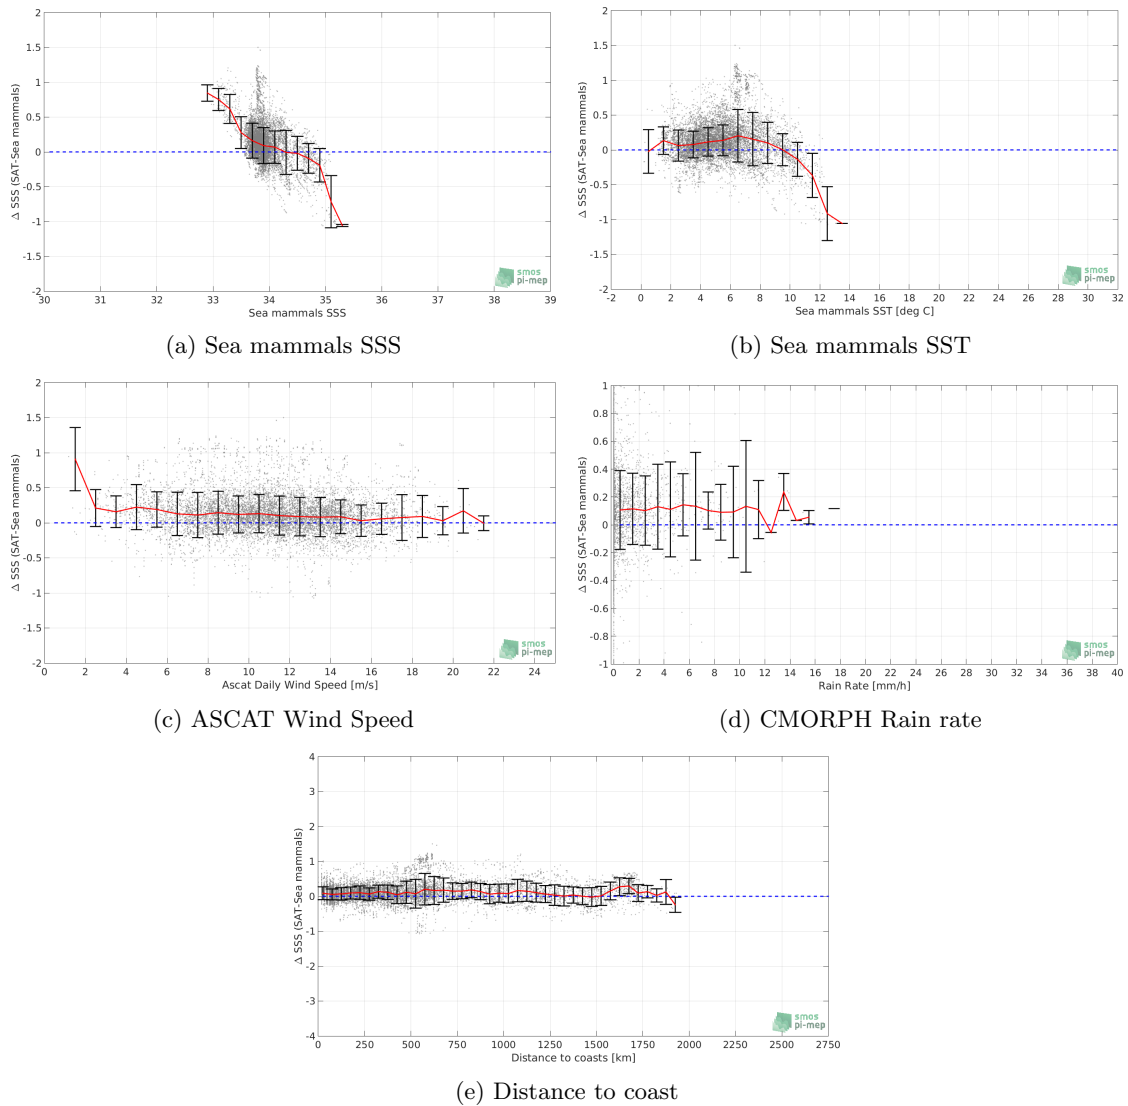 2
1.5
1
0.5
0
-0.5
-1
-1.5
-2
Δ SSS (SAT-Sea mammals)
30 31 32 33 34 35 36 37 38 39
Sea mammals SSS
smos
pi-mep
(a) Sea mammals SSS
2
1.5
1
0.5
0
-0.5
-1
-1.5
-2
Δ SSS (SAT-Sea mammals)
-2 0 2 4 6 8 10 12 14 16 18 20 22 24 26 28 30 32
Sea mammals SST [deg C]
smos
pi-mep
(b) Sea mammals SST
2
1.5
1
0.5
0
-0.5
-1
-1.5
-2
Δ SSS (SAT-Sea mammals)
0 2 4 6 8 10 12 14 16 18 20 22 24
Ascat Daily Wind Speed [m/s]
smos
pi-mep
(c) ASCAT Wind Speed
1
0.8
0.6
0.4
0.2
0
-0.2
-0.4
-0.6
-0.8
-1
Δ SSS (SAT-Sea mammals)
0 2 4 6 8 10 12 14 16 18 20 22 24 26 28 30 32 34 36 38 40
Rain Rate [mm/h]
smos
pi-mep
(d) CMORPH Rain rate
4
3
2
1
0
-1
-2
-3
-4
Δ SSS (SAT-Sea mammals)
0 250 500 750 1000 1250 1500 1750 2000 2250 2500 2750
Distance to coasts [km]
smos
pi-mep
(e) Distance to coast